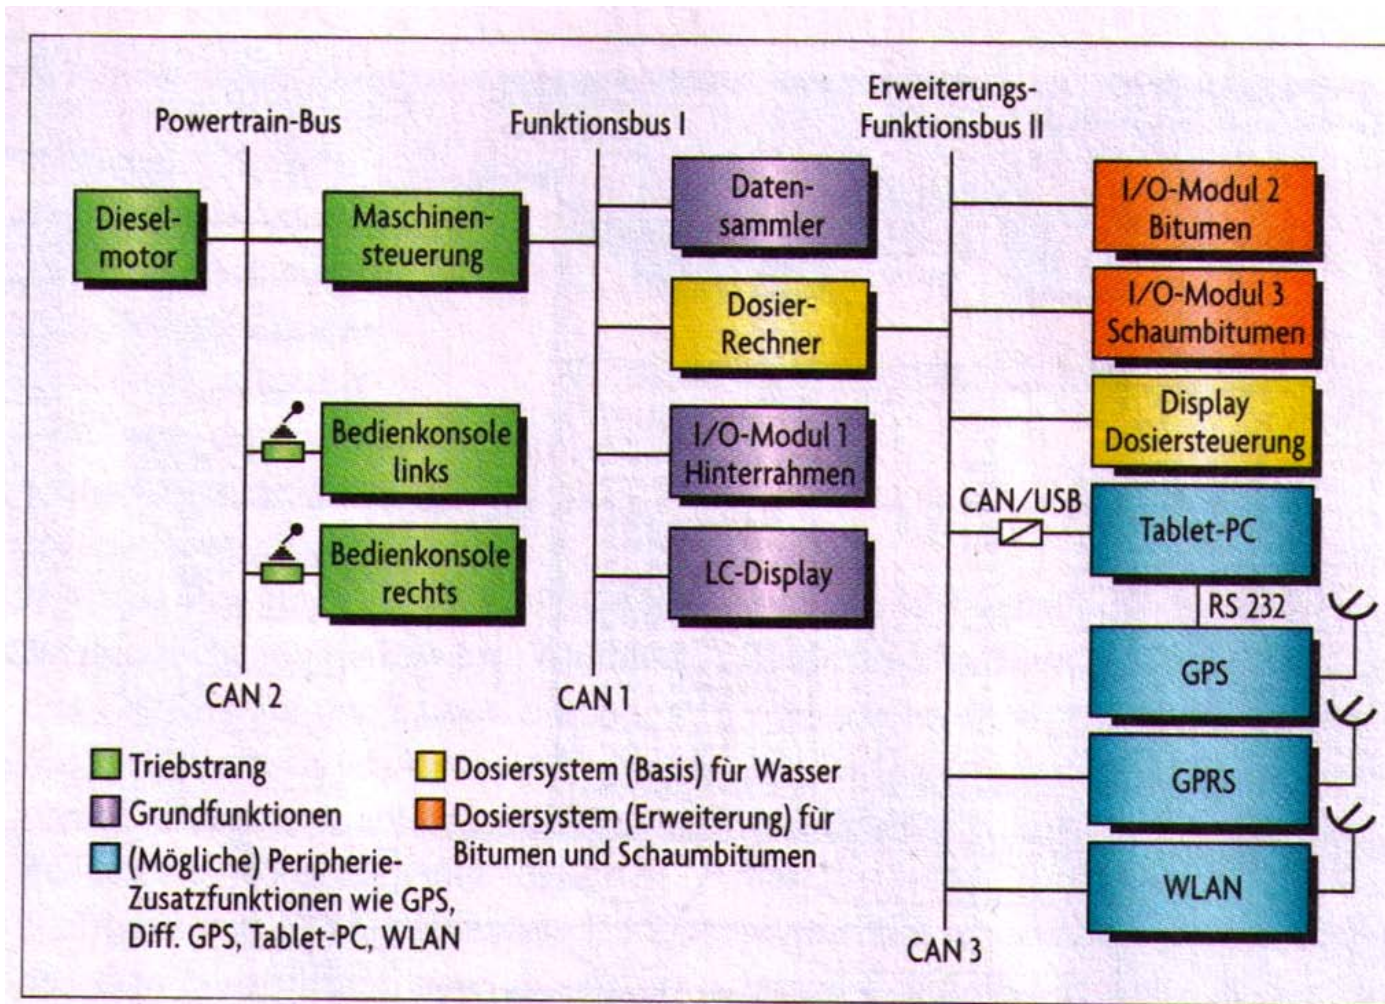 Powertrain-Bus
Funktionsbus I
Erweiterungs-
Funktionsbus II
Diesel-
motor
Maschinen-
steuerung
Bedienkonsole
links
Bedienkonsole
rechts
CAN 2
Daten-
sammler
Dosier-
Rechner
I/O-Modul 1
Hinterrahmen
LC-Display
CAN 1
I/O-Modul 2
Bitumen
I/O-Modul 3
Schaumbitumen
Display
Dosiersteuerung
CAN/USB
Tablet-PC
RS 232
GPS
GPRS
WLAN
CAN 3
Triebstrang
Grundfunktionen
(Mögliche) Peripherie-
Zusatzfunktionen wie GPS,
Diff. GPS, Tablet-PC, WLAN
Dosiersystem (Basis) für Wasser
Dosiersystem (Erweiterung) für
Bitumen und Schaumbitumen